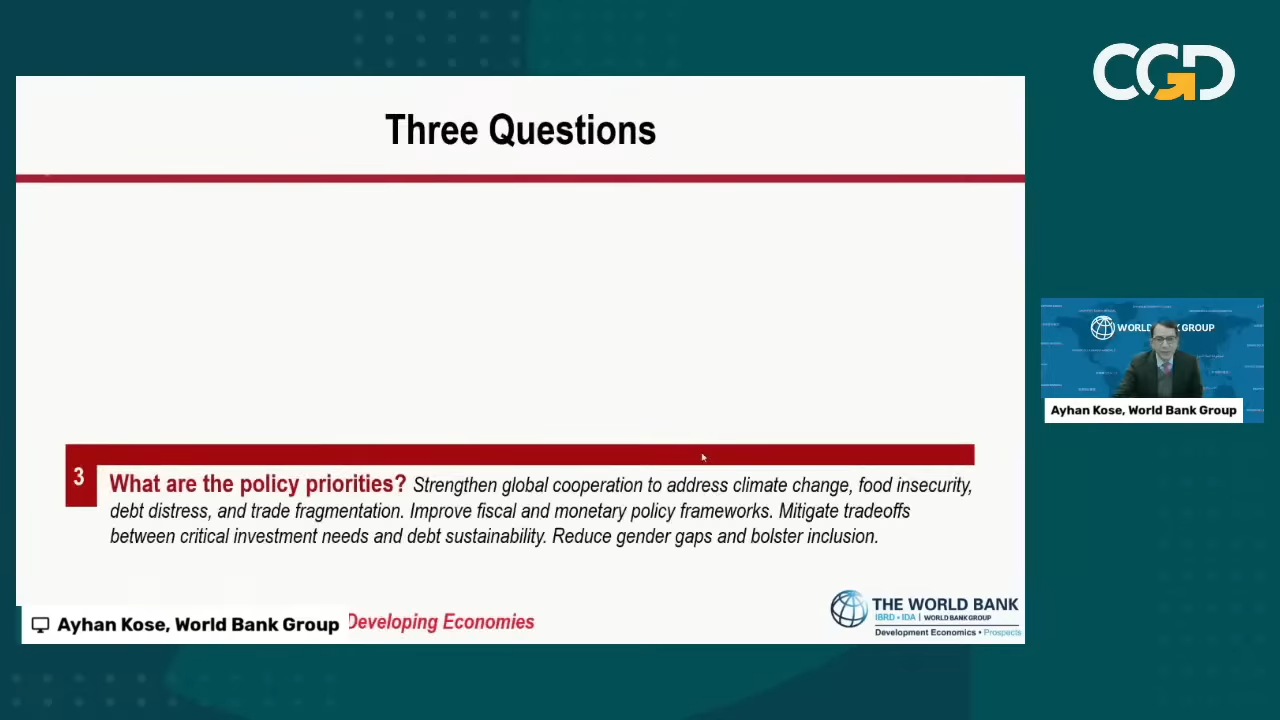 CGD
Three Questions
3
What are the policy priorities? Strengthen global cooperation to address climate change, food insecurity,
debt distress, and trade fragmentation. Improve fiscal and monetary policy frameworks. Mitigate tradeoffs
between critical investment needs and debt sustainability. Reduce gender gaps and bolster inclusion.
Ayhan Kose, World Bank Group
Developing Economies
THE WORLD BANK
IBRD • IDA | WORLD BANK GROUP
Development Economics • Prospects
WORLD BANK GROUP
Ayhan Kose, World Bank Group